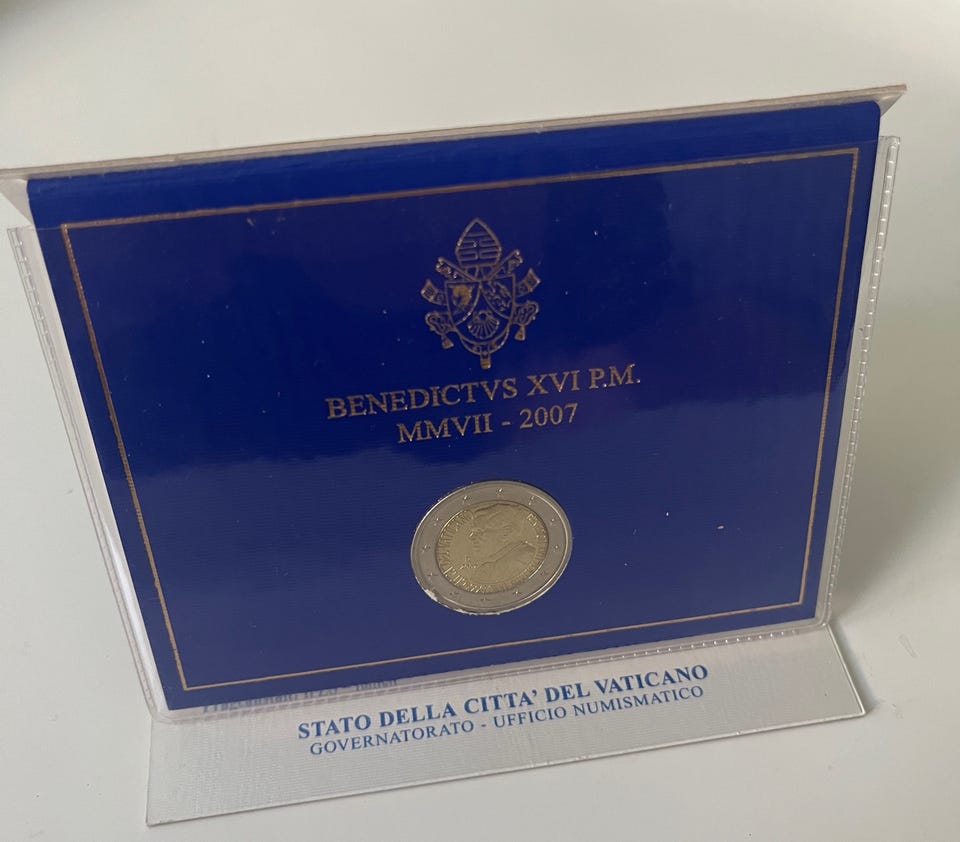 BENEDICTVS XVI P.M.
MMVII - 2007
STATO DELLA CITTA' DEL VATICANO
GOVERNATORATO - UFFICIO NUMISMATICO